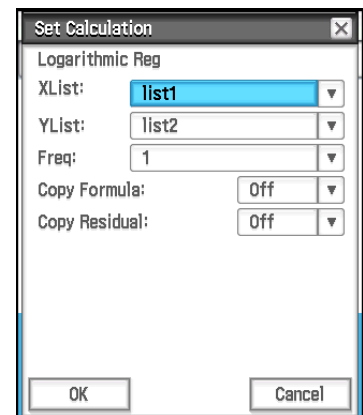 Set Calculation
Logarithmic Reg
XList: list1
YList: list2
Freq: 1
Copy Formula: Off
Copy Residual: Off
OK Cancel